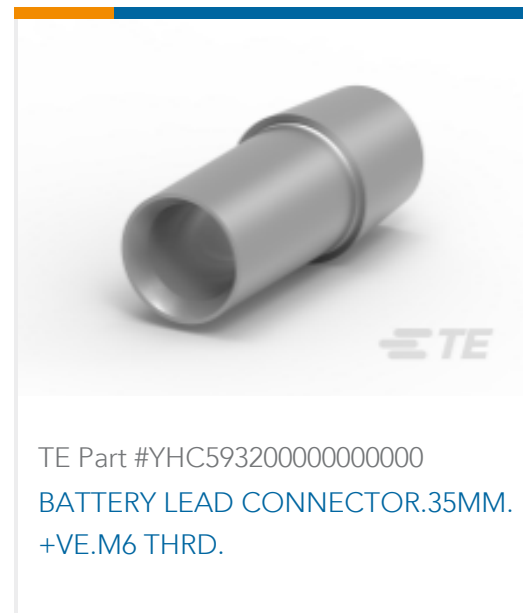 TE
TE Part #YHC593200000000000
BATTERY LEAD CONNECTOR.35MM.
+VE.M6 THRD.